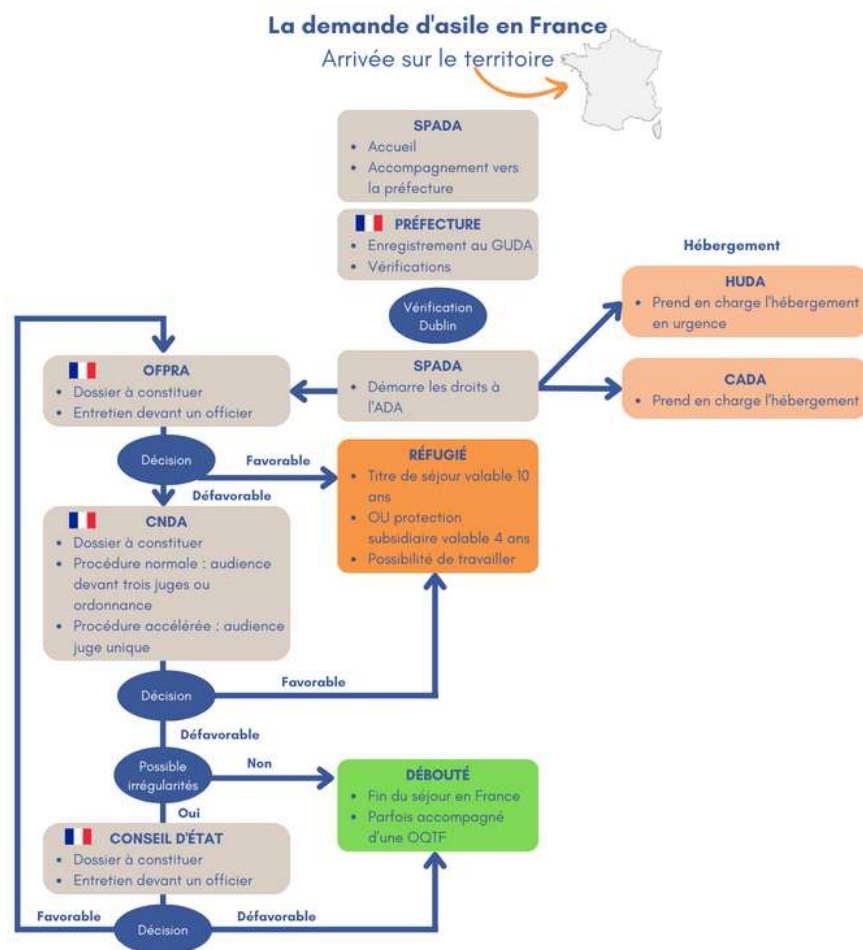 La demande d'asile en France
Arrivée sur le territoire
SPADA
• Accueil
• Accompagnement vers
la préfecture
PRÉFECTURE
• Enregistrement au GUDA
• Vérifications
Hébergement
HUDA
• Prend en charge l'hébergement
en urgence
Vérification
Dublin
OFPRA
• Dossier à constituer
• Entretien devant un officier
SPADA
• Démarre les droits à
l'ADA
CADA
• Prend en charge l'hébergement
Décision
Favorable
Défavorable
RÉFUGIÉ
• Titre de séjour valable 10
ans
• OU protection
subsidiaire valable 4 ans
• Possibilité de travailler
CNDA
• Dossier à constituer
• Procédure normale : audience
devant trois juges ou
ordonnance
• Procédure accélérée : audience
juge unique
Décision
Favorable
Défavorable
Possible
irrégularités
Non
Oui
DÉBOUTÉ
• Fin du séjour en France
• Parfois accompagné
d'une OQTF
CONSEIL D'ÉTAT
• Dossier à constituer
• Entretien devant un officier
Favorable
Décision
Défavorable